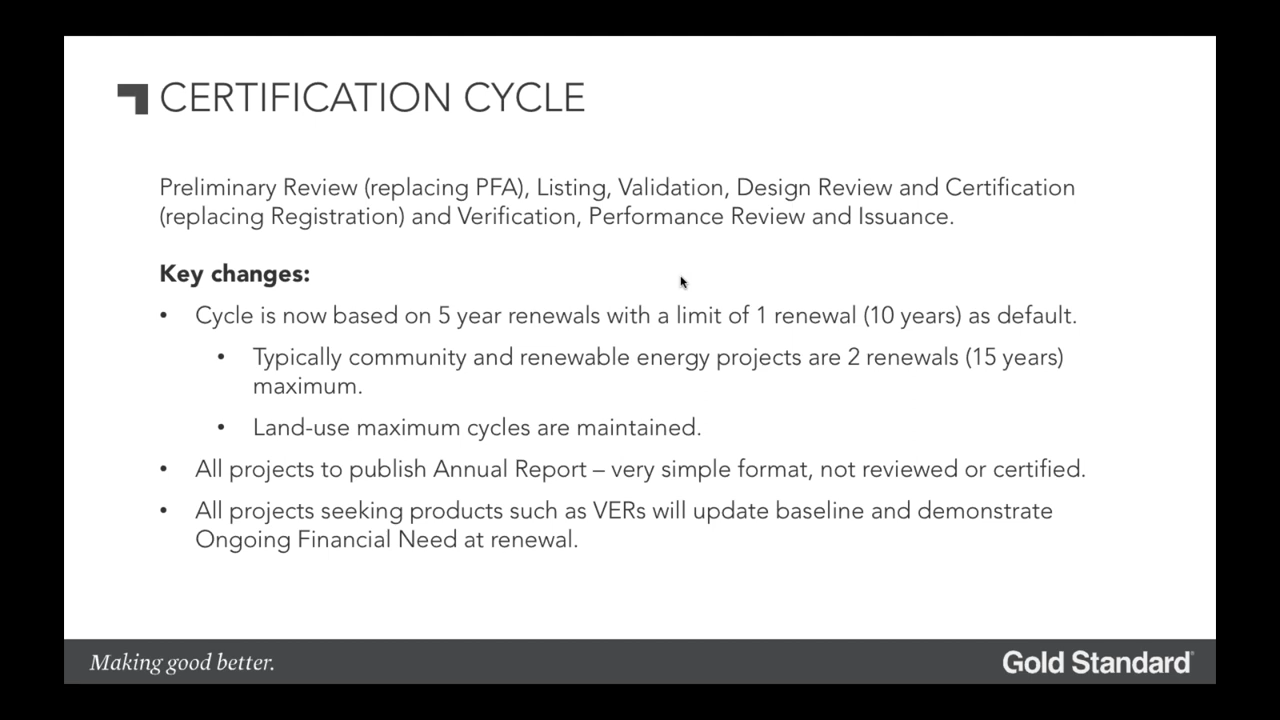 CERTIFICATION CYCLE
Preliminary Review (replacing PFA), Listing, Validation, Design Review and Certification
(replacing Registration) and Verification, Performance Review and Issuance.
Key changes:
• Cycle is now based on 5 year renewals with a limit of 1 renewal (10 years) as default.
• Typically community and renewable energy projects are 2 renewals (15 years)
maximum.
• Land-use maximum cycles are maintained.
• All projects to publish Annual Report – very simple format, not reviewed or certified.
• All projects seeking products such as VERs will update baseline and demonstrate
Ongoing Financial Need at renewal.
Making good better.
Gold Standard®